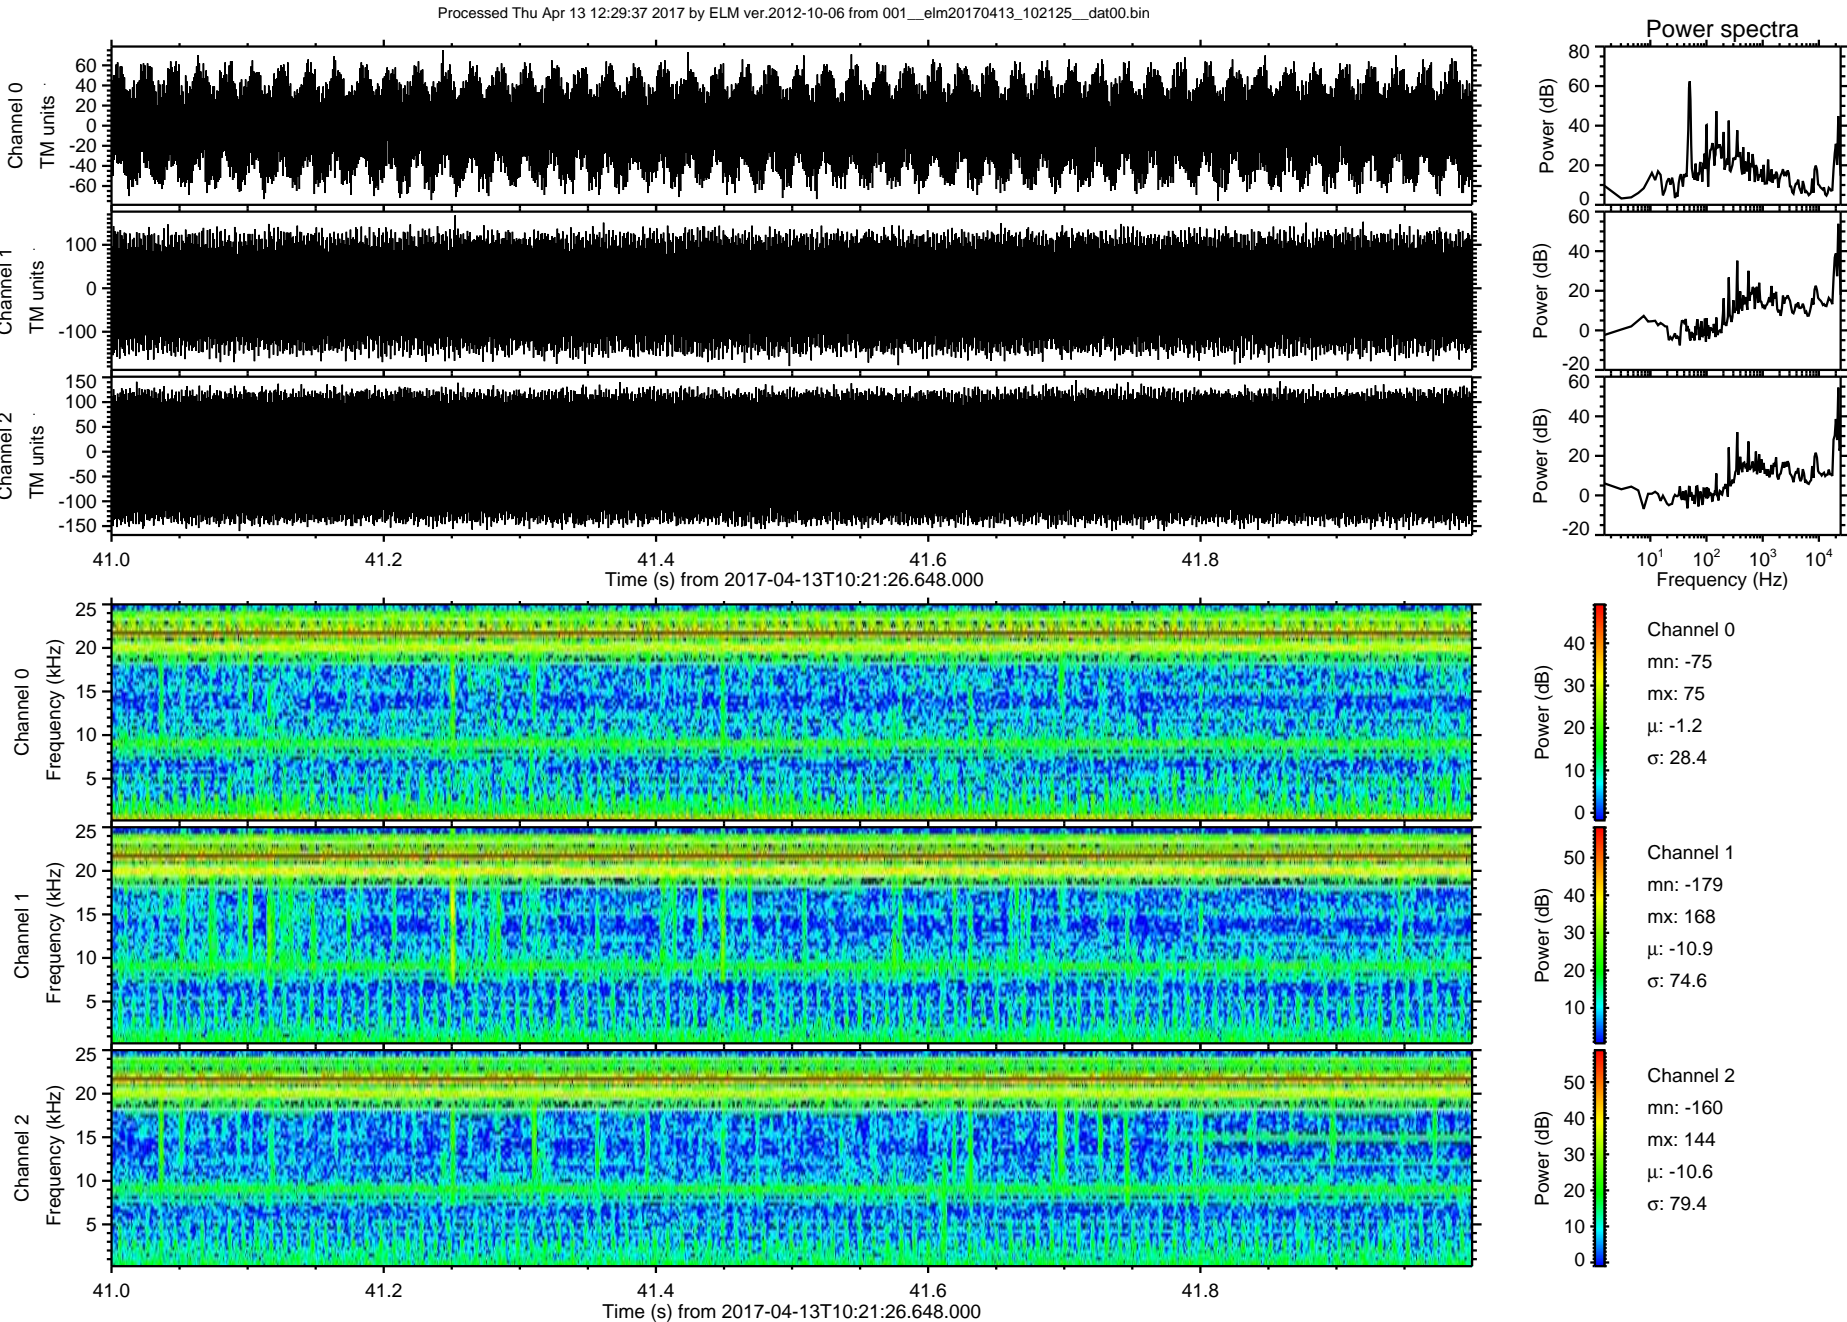 Processed Thu Apr 13 12:29:37 2017 by ELM ver.2012-10-06 from 001__elm20170413_102125__dat00.bin
Power spectra
Channel 0
TM units
60
40
20
0
-20
-40
-60
Power (dB)
80
60
40
20
0
Channel 1
TM units
100
0
-100
Power (dB)
60
40
20
0
-20
Channel 2
TM units
150
100
50
0
-50
-100
-150
Power (dB)
60
40
20
0
-20
41.0 41.2 41.4 41.6 41.8
Time (s) from 2017-04-13T10:21:26.648.000
10^1 10^2 10^3 10^4
Frequency (Hz)
Channel 0
Frequency (kHz)
25
20
15
10
5
Power (dB)
40
30
20
10
0
Channel 0
mn: -75
mx: 75
μ: -1.2
σ: 28.4
Channel 1
Frequency (kHz)
25
20
15
10
5
Power (dB)
50
40
30
20
10
Channel 1
mn: -179
mx: 168
μ: -10.9
σ: 74.6
Channel 2
Frequency (kHz)
25
20
15
10
5
Power (dB)
50
40
30
20
10
0
Channel 2
mn: -160
mx: 144
μ: -10.6
σ: 79.4
41.0 41.2 41.4 41.6 41.8
Time (s) from 2017-04-13T10:21:26.648.000